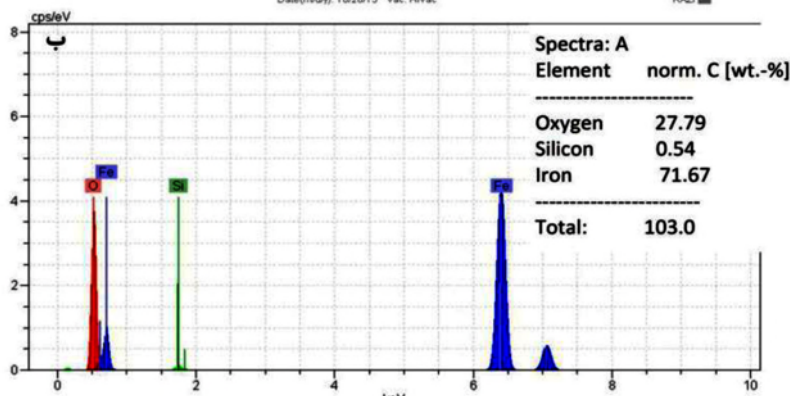 cps/eV
ب
8
6
4
2
0
O
Fe
Si
Fe
0 2 4 6 8 10
Spectra: A
Element norm. C [wt.-%]
-----------------------
Oxygen 27.79
Silicon 0.54
Iron 71.67
------------------------
Total: 103.0